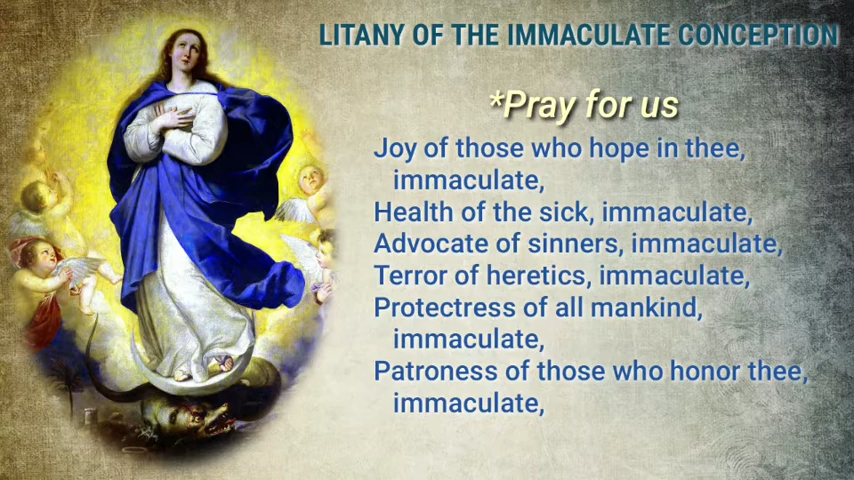 LITANY OF THE IMMACULATE CONCEPTION
*Pray for us
Joy of those who hope in thee,
immaculate,
Health of the sick, immaculate,
Advocate of sinners, immaculate,
Terror of heretics, immaculate,
Protectress of all mankind,
immaculate,
Patroness of those who honor thee,
immaculate,